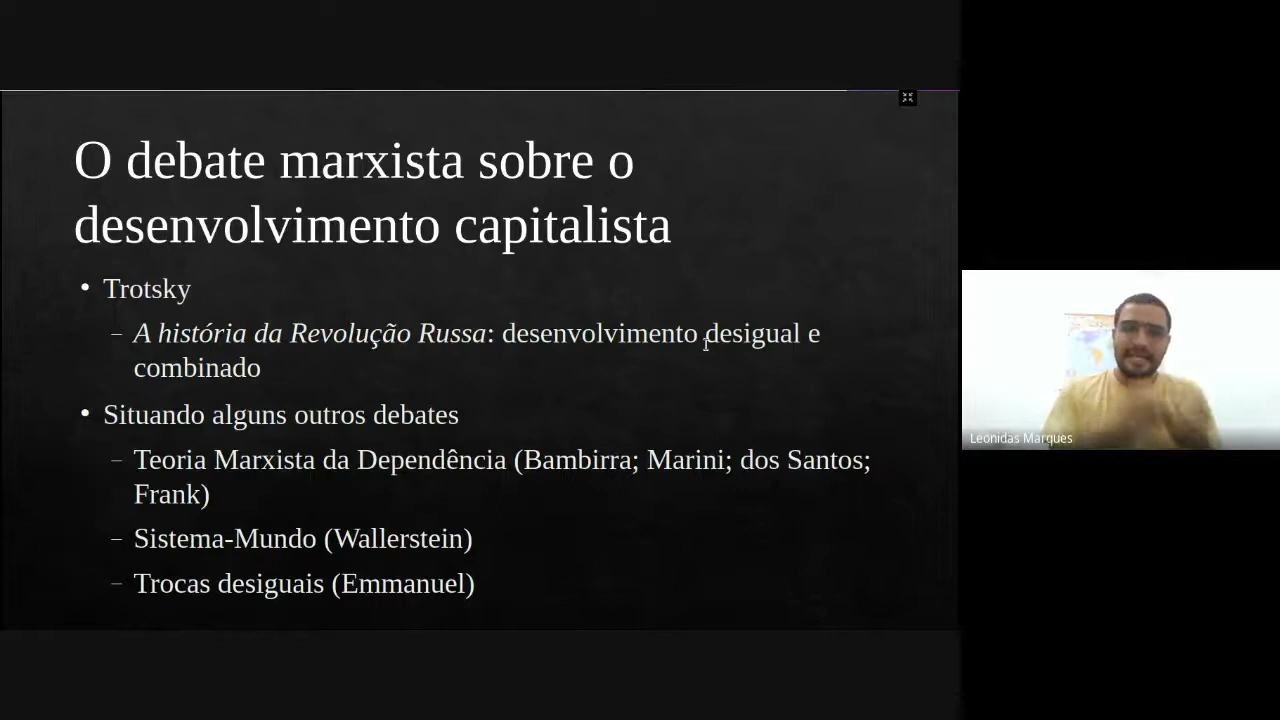 O debate marxista sobre o
desenvolvimento capitalista
• Trotsky
– A história da Revolução Russa: desenvolvimento desigual e
combinado
• Situando alguns outros debates
– Teoria Marxista da Dependência (Bambirra; Marini; dos Santos;
Frank)
– Sistema-Mundo (Wallerstein)
– Trocas desiguais (Emmanuel)
Leonidas Marques